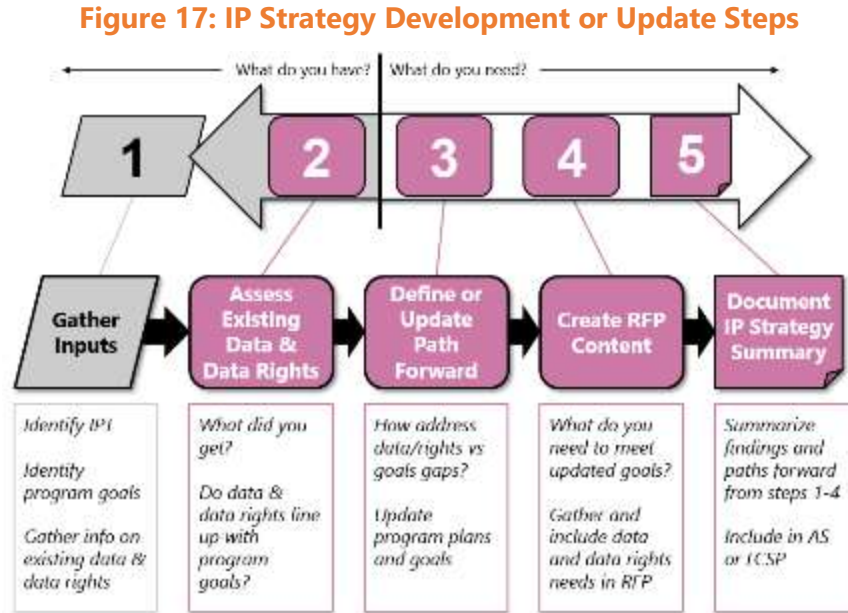 Figure 17: IP Strategy Development or Update Steps
What do you have?
What do you need?
1
2
3
4
5
Gather
Inputs
Assess
Existing
Data &
Data Rights
Define or
Update
Path
Forward
Create RFP
Content
Document
IP Strategy
Summary
Identify IPT
Identify
program goals
Gather info on
existing data &
data rights
What did you
get?
Do data &
data rights line
up with
program
goals?
How address
data/rights vs
goals gaps?
Update
program plans
and goals
What do you
need to meet
updated goals?
Gather and
include data
and data rights
needs in RFP
Summarize
findings and
paths forward
from steps 1-4
Include in AS
or LCSP